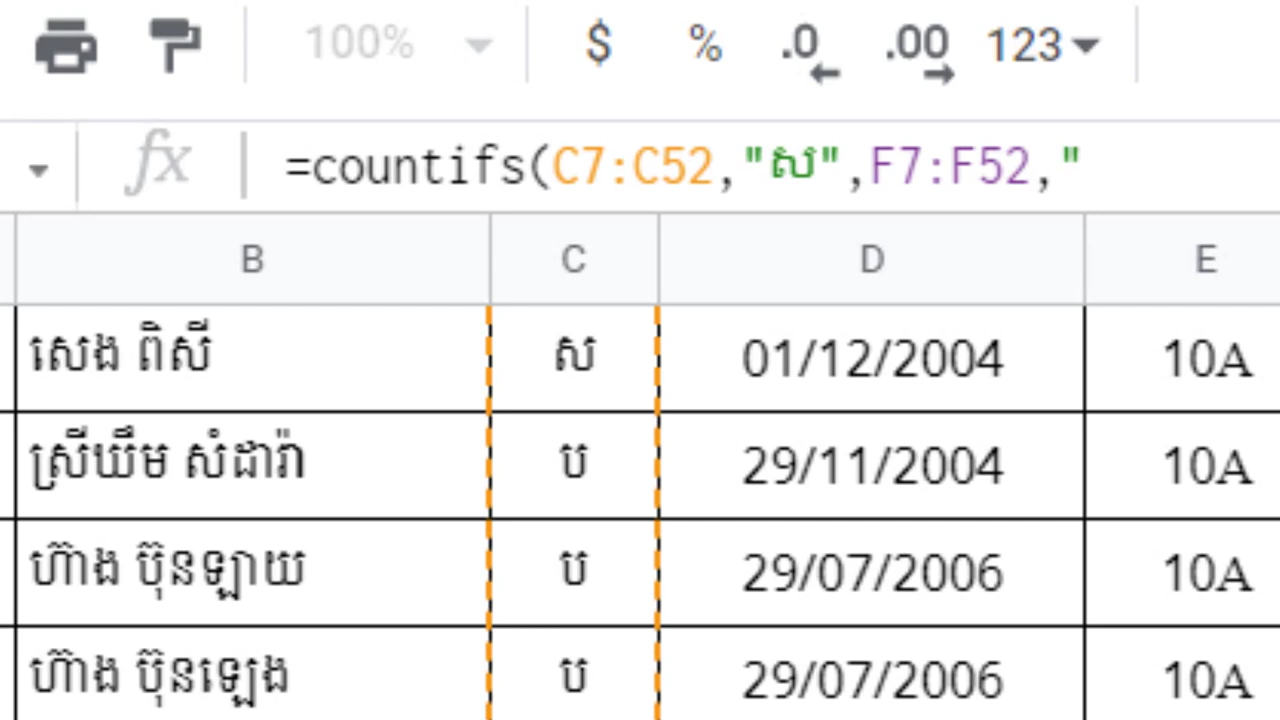 100% $ % .0 .00 123
fx =countifs(C7:C52,"ស",F7:F52,"
B C D E
សេង ពិសី ស 01/12/2004 10A
ស្រីឃឹម សំដារ៉ា ប 29/11/2004 10A
ហ៊ាង ប៊ុនឡាយ ប 29/07/2006 10A
ហ៊ាង ប៊ុនឡេង ប 29/07/2006 10A